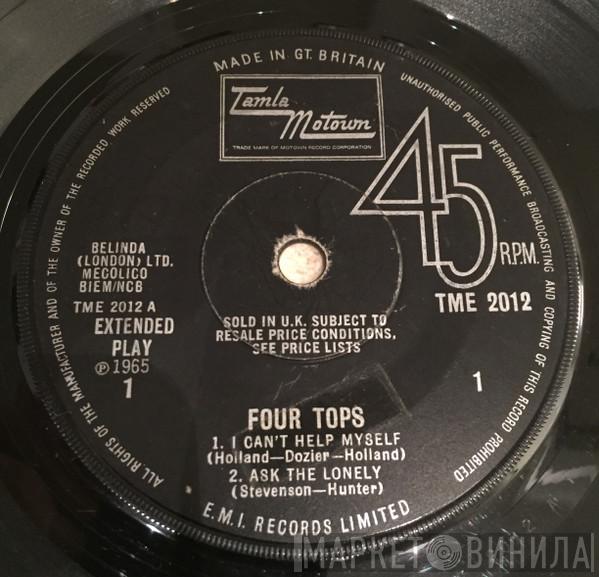 MADE IN GT. BRITAIN
UNAUTHORISED PUBLIC PERFORMANCE BROADCASTING AND COPYING OF THIS RECORD PROHIBITED
ALL RIGHTS OF THE MANUFACTURER AND OF THE OWNER OF THE RECORDED WORK RESERVED
Tamla
Motown
TRADE MARK OF MOTOWN RECORD CORPORATION
45
R.P.M.
BELINDA
(LONDON) LTD.
MECOLICO
BIEM/NCB
TME 2012 A
EXTENDED
PLAY
℗ 1965
1
TME 2012
SOLD IN U.K. SUBJECT TO
RESALE PRICE CONDITIONS,
SEE PRICE LISTS
1
FOUR TOPS
1. I CAN'T HELP MYSELF
(Holland—Dozier—Holland)
2. ASK THE LONELY
(Stevenson—Hunter)
E.M.I. RECORDS LIMITED
МАРКЕТ ВИНИЛА